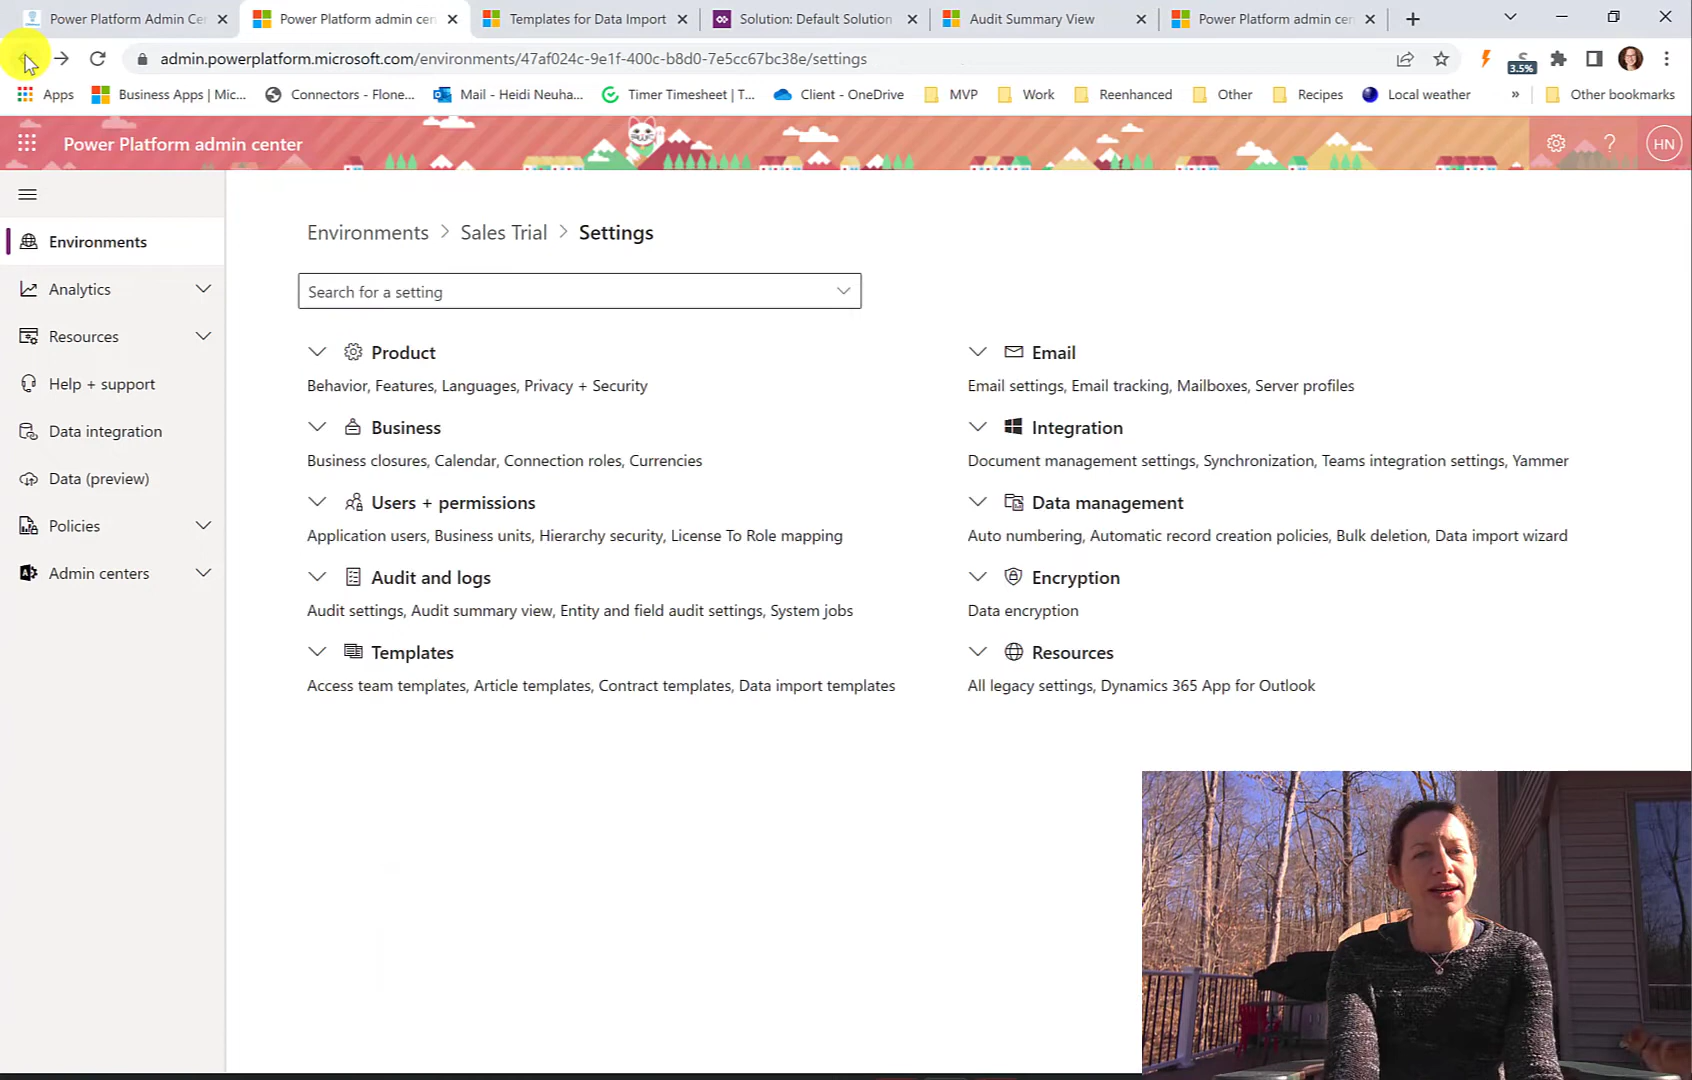 Power Platform Admin Cer
Power Platform admin cen
Templates for Data Import
Solution: Default Solution
Audit Summary View
Power Platform admin cen
admin.powerplatform.microsoft.com/environments/47af024c-9e1f-400c-b8d0-7e5cc67bc38e/settings
3.5%
Apps
Business Apps | Mic...
Connectors - Flone...
Mail - Heidi Neuha...
Timer Timesheet | T...
Client - OneDrive
MVP
Work
Reenhanced
Other
Recipes
Local weather
»
Other bookmarks
Power Platform admin center
?
HN
Environments
Analytics
Resources
Help + support
Data integration
Data (preview)
Policies
Admin centers
Environments > Sales Trial > Settings
Search for a setting
Product
Behavior, Features, Languages, Privacy + Security
Business
Business closures, Calendar, Connection roles, Currencies
Users + permissions
Application users, Business units, Hierarchy security, License To Role mapping
Audit and logs
Audit settings, Audit summary view, Entity and field audit settings, System jobs
Templates
Access team templates, Article templates, Contract templates, Data import templates
Email
Email settings, Email tracking, Mailboxes, Server profiles
Integration
Document management settings, Synchronization, Teams integration settings, Yammer
Data management
Auto numbering, Automatic record creation policies, Bulk deletion, Data import wizard
Encryption
Data encryption
Resources
All legacy settings, Dynamics 365 App for Outlook